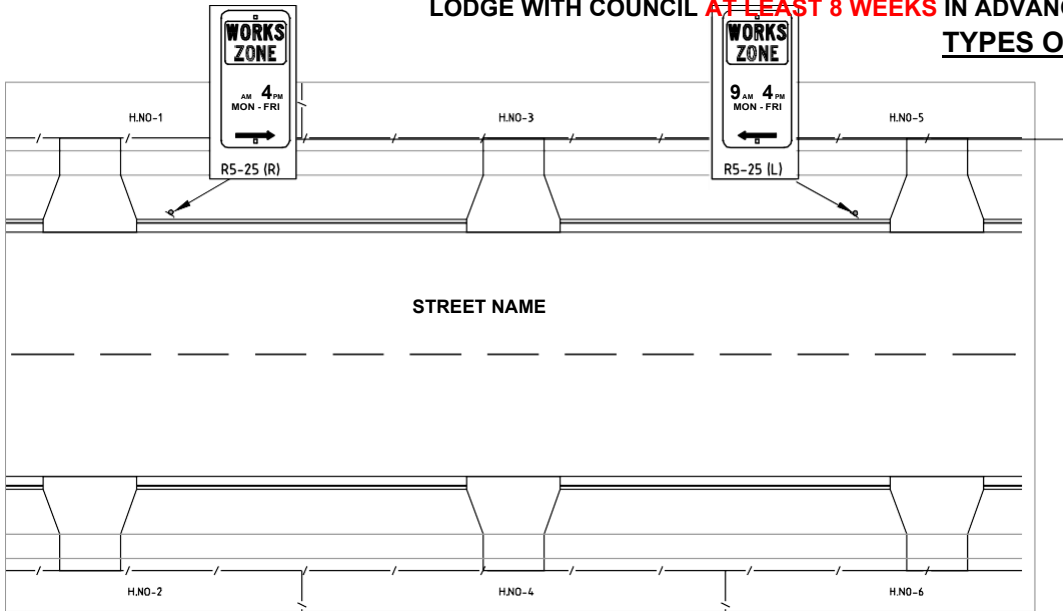 LODGE WITH COUNCIL AT LEAST 8 WEEKS IN
TYPES
WORKS
ZONE
AM 4 PM
MON - FRI
R5-25 (R)
WORKS
ZONE
9 AM 4 PM
MON - FRI
R5-25 (L)
H.NO-1
H.NO-3
H.NO-5
STREET NAME
H.NO-2
H.NO-4
H.NO-6